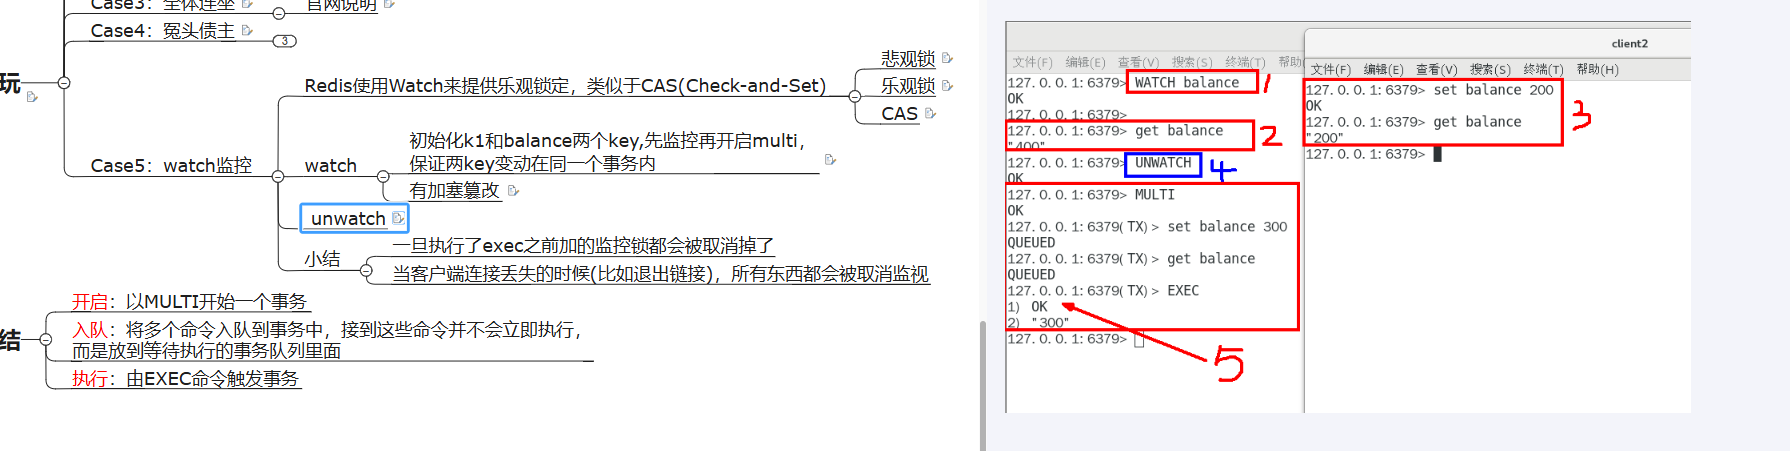 Case3：全体连坐
官网说明
Case4：冤头债主
3
玩
Redis使用Watch来提供乐观锁定，类似于CAS(Check-and-Set)
悲观锁
乐观锁
CAS
Case5：watch监控
watch
初始化k1和balance两个key,先监控再开启multi，
保证两key变动在同一个事务内
有加塞篡改
unwatch
小结
一旦执行了exec之前加的监控锁都会被取消掉了
当客户端连接丢失的时候(比如退出链接)，所有东西都会被取消监视
结
开启：以MULTI开始一个事务
入队：将多个命令入队到事务中，接到这些命令并不会立即执行，
而是放到等待执行的事务队列里面
执行：由EXEC命令触发事务
文件(F) 编辑(E) 查看(V) 搜索(S) 终端(T) 帮助(
127.0.0.1:6379> WATCH balance
1
OK
127.0.0.1:6379>
127.0.0.1:6379> get balance
2
"400"
127.0.0.1:6379> UNWATCH
4
OK
127.0.0.1:6379> MULTI
OK
127.0.0.1:6379(TX)> set balance 300
QUEUED
127.0.0.1:6379(TX)> get balance
QUEUED
127.0.0.1:6379(TX)> EXEC
1) OK
2) "300"
127.0.0.1:6379>
5
client2
文件(F) 编辑(E) 查看(V) 搜索(S) 终端(T) 帮助(H)
127.0.0.1:6379> set balance 200
OK
3
127.0.0.1:6379> get balance
"200"
127.0.0.1:6379>